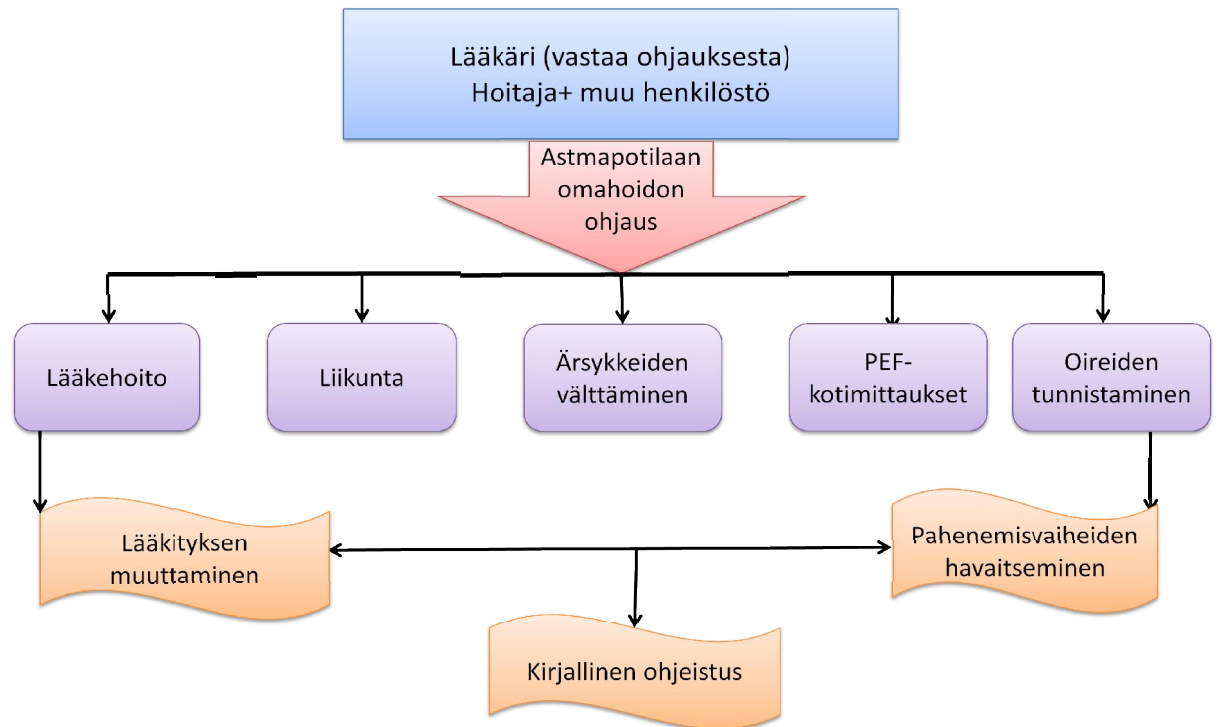 Lääkäri (vastaa ohjauksesta)
Hoitaja+ muu henkilöstö
Astmapotilaan
omahoidon
ohjaus
Lääkehoito
Liikunta
Ärsykkeiden
välttäminen
PEF-
kotimittaukset
Oireiden
tunnistaminen
Lääkityksen
muuttaminen
Pahenemisvaiheiden
havaitseminen
Kirjallinen ohjeistus